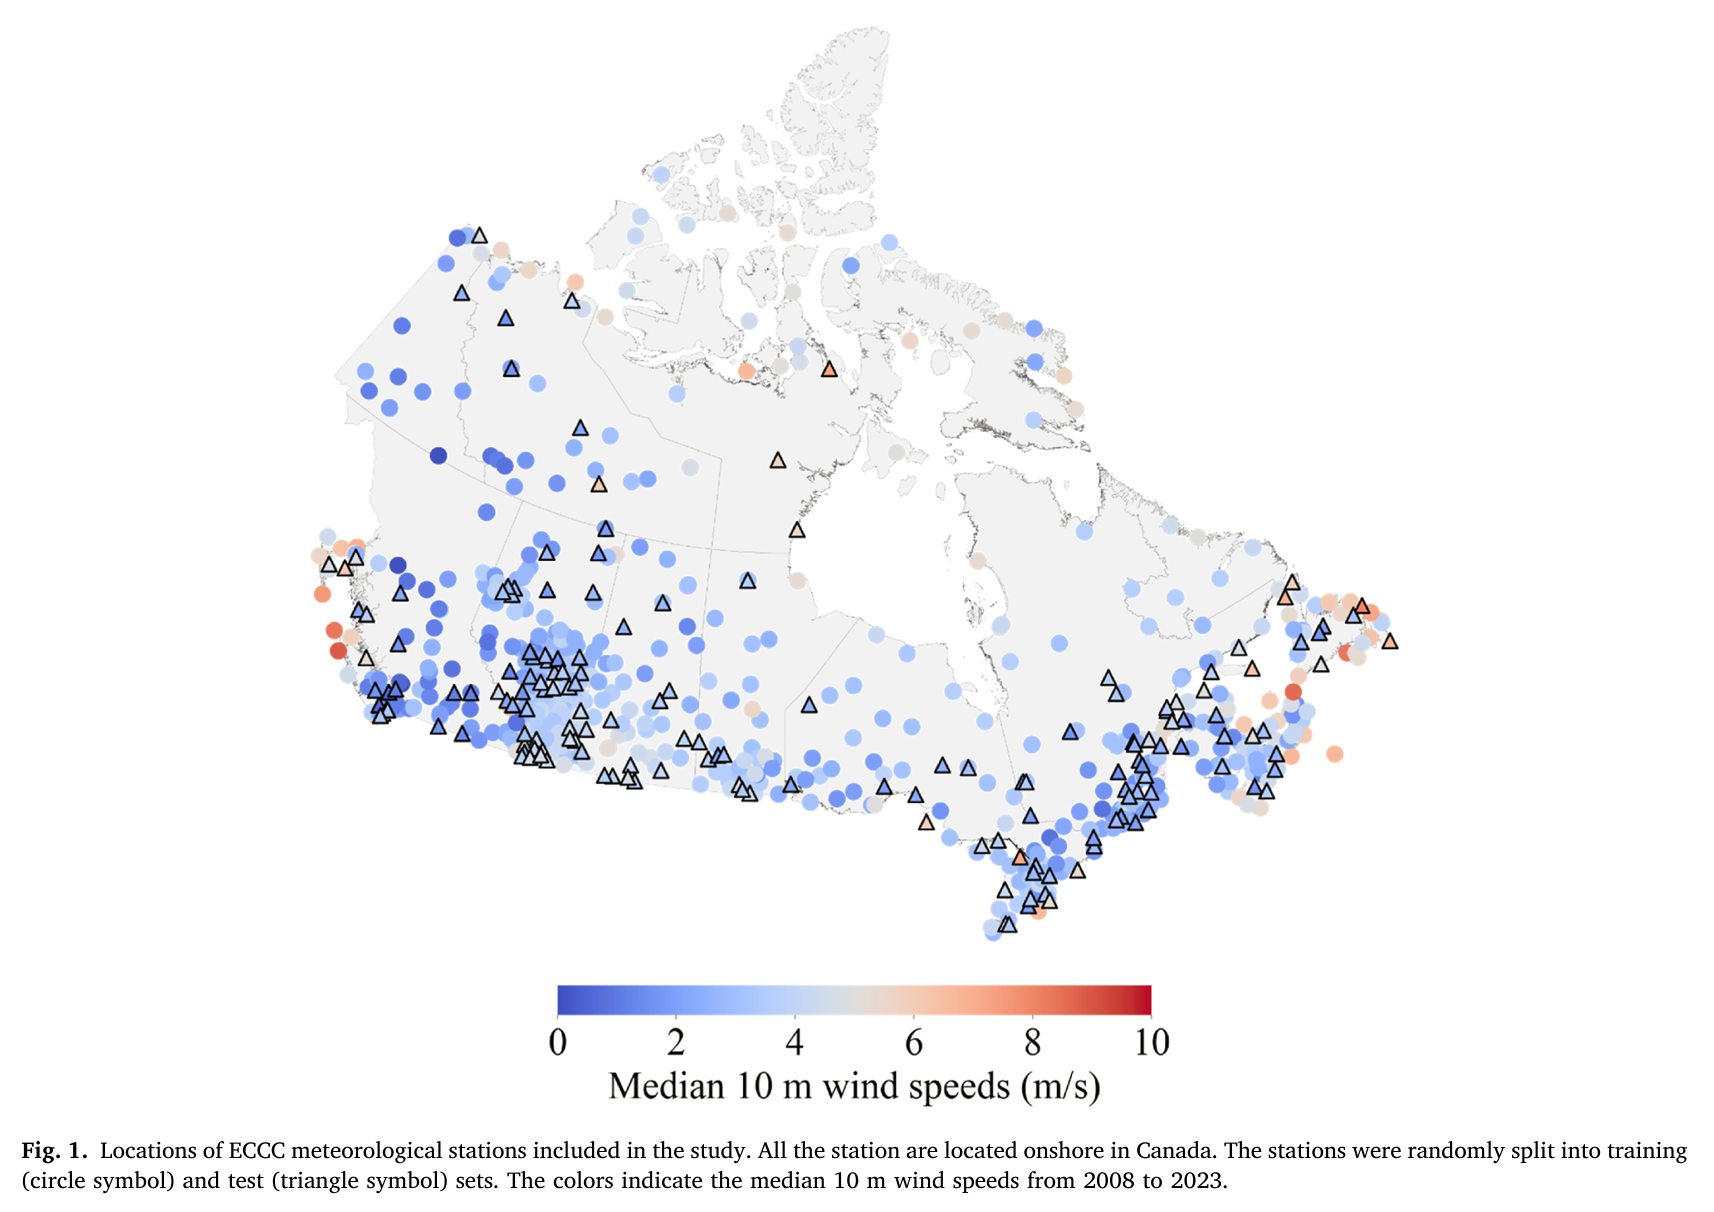 0 2 4 6 8 10
Median 10 m wind speeds (m/s)
Fig. 1. Locations of ECCC meteorological stations included in the study. All the station are located onshore in Canada. The stations were randomly split into training
(circle symbol) and test (triangle symbol) sets. The colors indicate the median 10 m wind speeds from 2008 to 2023.